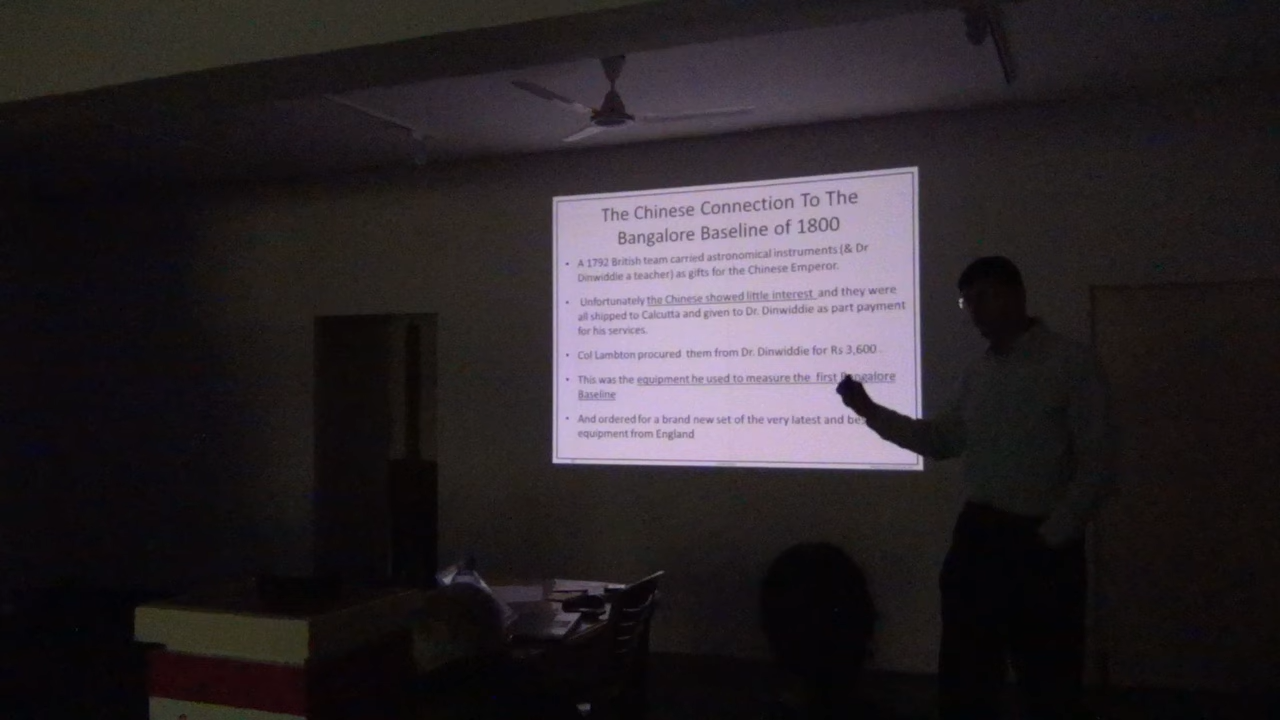 The Chinese Connection To The
Bangalore Baseline of 1800
• A 1792 British team carried astronomical instruments (& Dr
Dinwiddie a teacher) as gifts for the Chinese Emperor.
• Unfortunately the Chinese showed little interest and they were
all shipped to Calcutta and given to Dr. Dinwiddie as part payment
for his services.
• Col Lambton procured them from Dr. Dinwiddie for Rs 3,600
• This was the equipment he used to measure the first Bangalore
Baseline
• And ordered for a brand new set of the very latest and
equipment from England